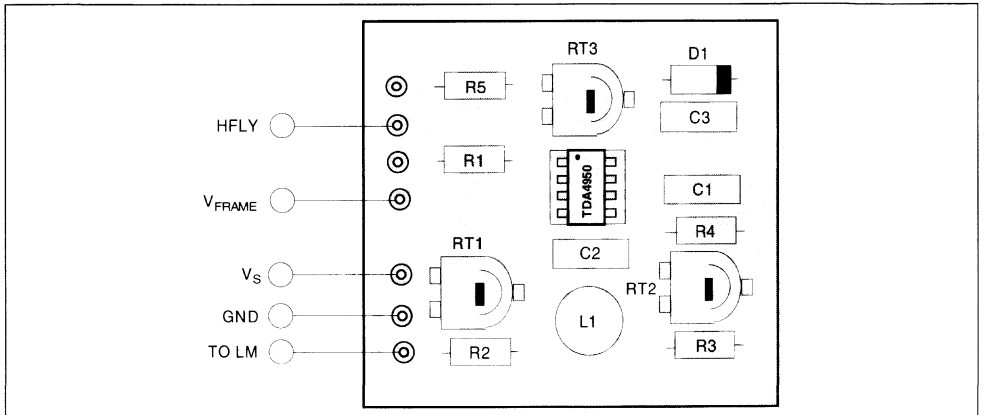 RT3
D1
R5
C3
HFLY
R1
TDA4950
C1
VFRAME
R4
RT1
C2
VS
RT2
GND
L1
TO LM
R2
R3